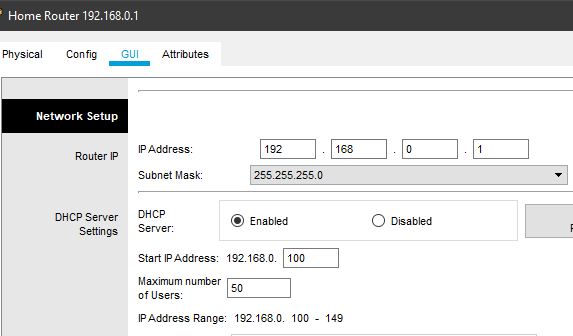 Home Router 192.168.0.1
Physical Config GUI Attributes
Network Setup
Router IP
IP Address: 192 . 168 . 0 . 1
Subnet Mask: 255.255.255.0
DHCP Server
Settings
DHCP
Server:
Enabled Disabled
Start IP Address: 192.168.0. 100
Maximum number
of Users:
50
IP Address Range: 192.168.0. 100 - 149